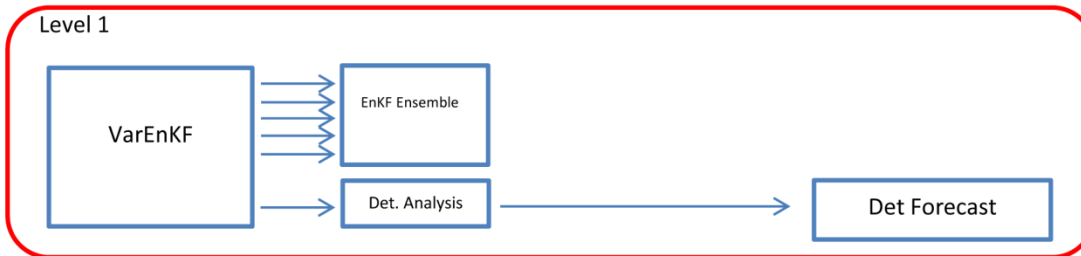 Level 1
VarEnKF
EnKF Ensemble
Det. Analysis
Det Forecast